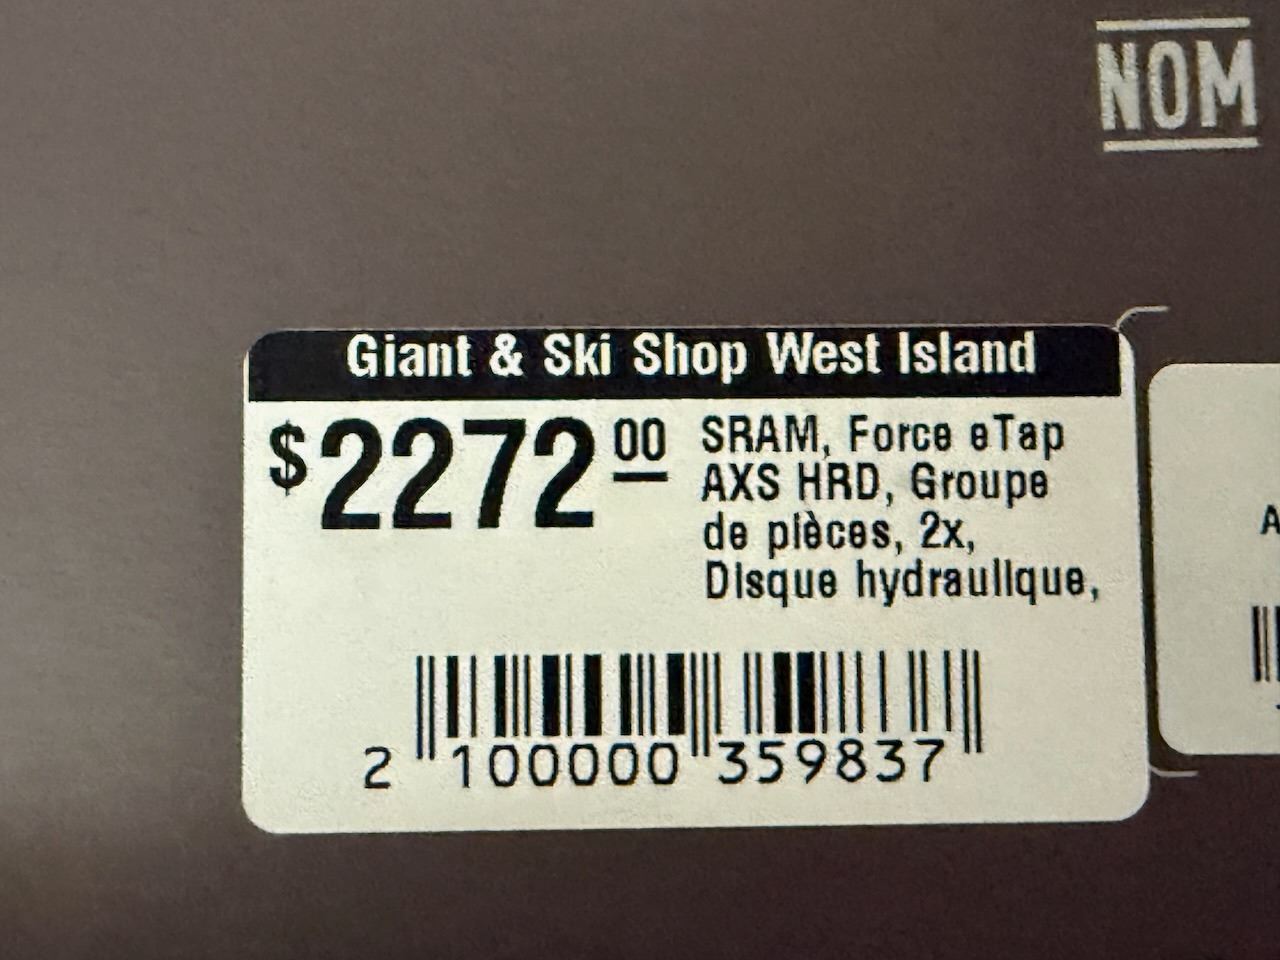 NOM
Giant & Ski Shop West Island
$2272.00
SRAM, Force eTap
AXS HRD, Groupe
de pièces, 2x,
Disque hydraulique,
2 100000 359837
A